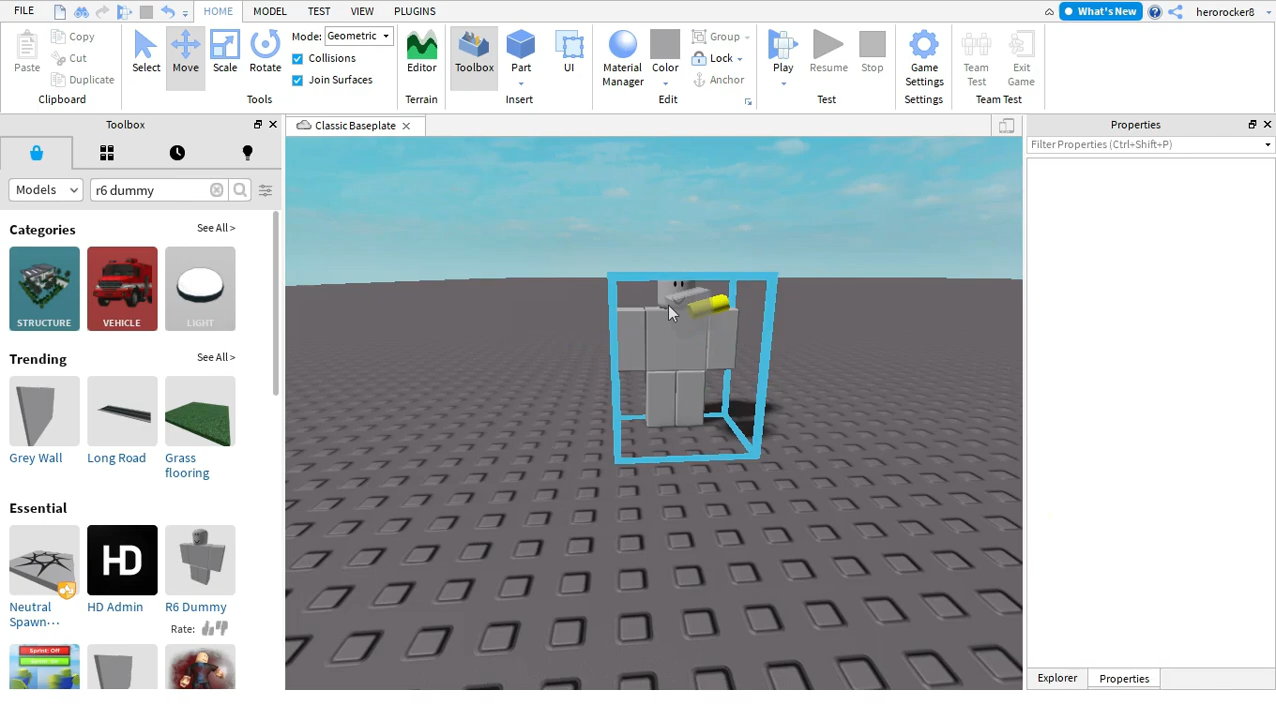 FILE HOME MODEL TEST VIEW PLUGINS What's New herorocker8
Paste Copy Cut Duplicate
Clipboard
Select Move Scale Rotate
Mode: Geometric
Collisions
Join Surfaces
Tools
Editor
Terrain
Toolbox Part UI
Insert
Material Manager Color Group Lock Anchor
Edit
Play Resume Stop
Test
Game Settings
Settings
Team Test Exit Game
Team Test
Toolbox
Classic Baseplate
Properties
Filter Properties (Ctrl+Shift+P)
Models r6 dummy
Categories See All >
STRUCTURE VEHICLE LIGHT
Trending See All >
Grey Wall Long Road Grass flooring
Essential
HD
Neutral Spawn... HD Admin R6 Dummy
Rate:
Sprint: Off
Explorer Properties